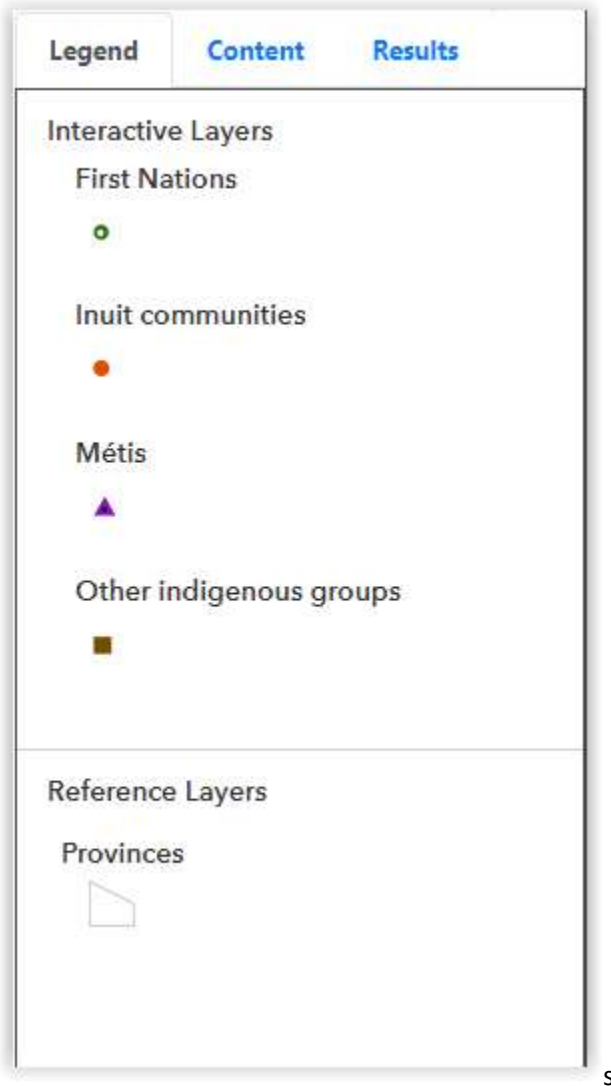 Legend Content Results
Interactive Layers
First Nations
Inuit communities
Métis
Other indigenous groups
Reference Layers
Provinces
s